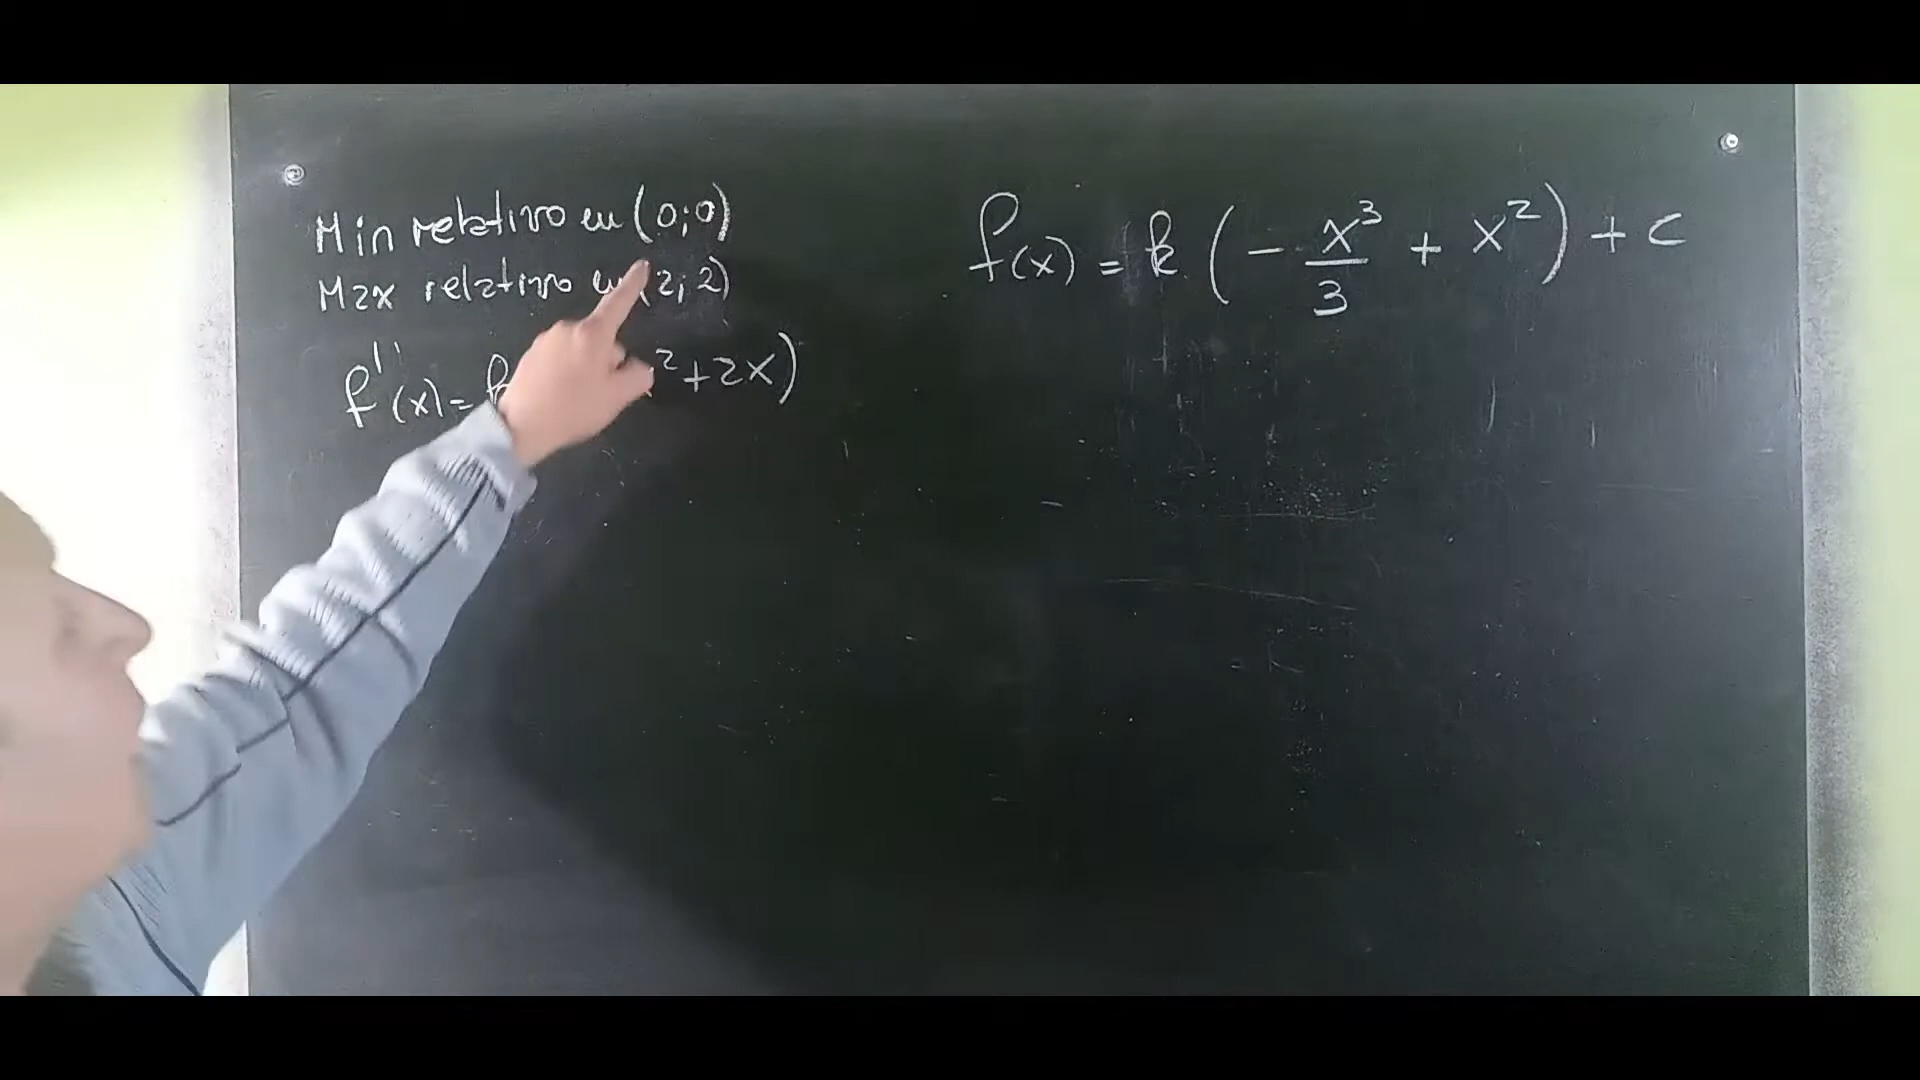 Min relativo en (0;0)
Max relativo en (2;2)
f'(x)= k ²+2x)
f(x) = k (- x³/3 + x²) + c